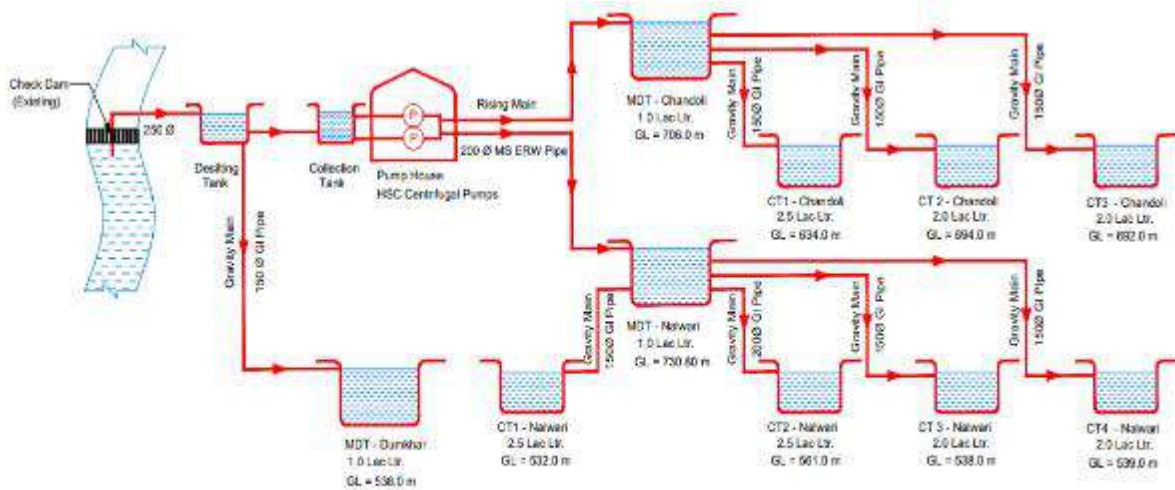 Check Dam
(Existing)
250 Ø
Desilting
Tank
Collection
Tank
Pump House
HSC Centrifugal Pumps
P
P
Rising Main
200 Ø MS ERW Pipe
Gravity Main
150 Ø GI Pipe
MDT - Chandoli
1.0 Lac Ltr.
GL = 706.0 m
Gravity Main
150Ø GI Pipe
Gravity Main
150Ø GI Pipe
Gravity Main
150Ø GI Pipe
CT1 - Chandoli
2.5 Lac Ltr.
GL = 634.0 m
CT 2 - Chandoli
2.0 Lac Ltr.
GL = 694.0 m
CT3 - Chandoli
2.0 Lac Ltr.
GL = 692.0 m
MDT - Dumkhar
1.0 Lac Ltr.
GL = 538.0 m
Gravity Main
150Ø GI Pipe
CT1 - Nalwari
2.5 Lac Ltr.
GL = 532.0 m
MDT - Nalwari
1.0 Lac Ltr.
GL = 730.80 m
Gravity Main
200Ø GI Pipe
Gravity Main
150Ø GI Pipe
Gravity Main
150Ø GI Pipe
CT2 - Nalwari
2.5 Lac Ltr.
GL = 561.0 m
CT 3 - Nalwari
2.0 Lac Ltr.
GL = 538.0 m
CT4 - Nalwari
2.0 Lac Ltr.
GL = 539.0 m